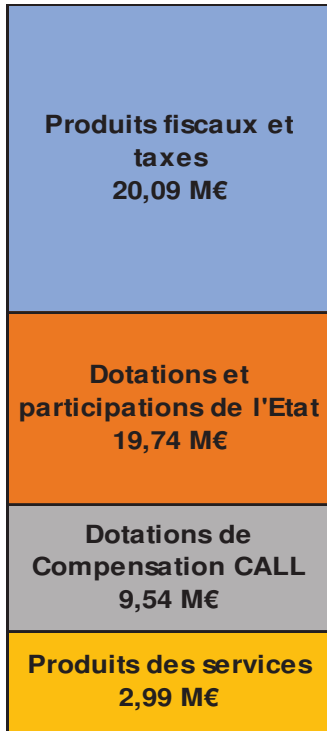 Produits fiscaux et
taxes
20,09 M€
Dotations et
participations de l'Etat
19,74 M€
Dotations de
Compensation CALL
9,54 M€
Produits des services
2,99 M€